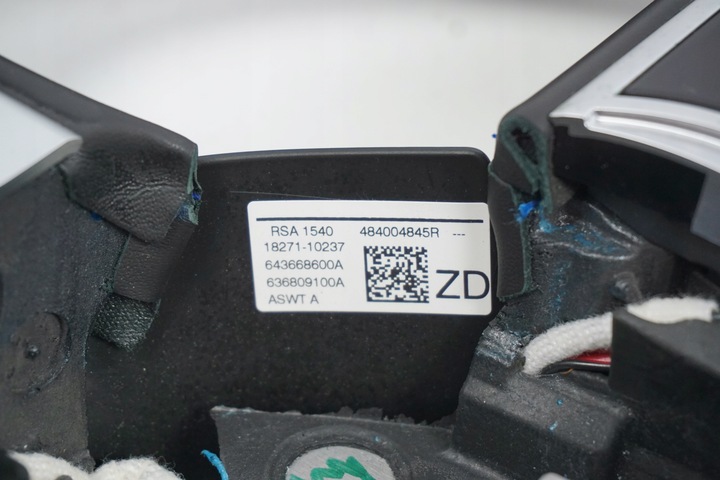 RSA 1540 484004845R ---
18271-10237
643668600A
636809100A
ASWT A
ZD